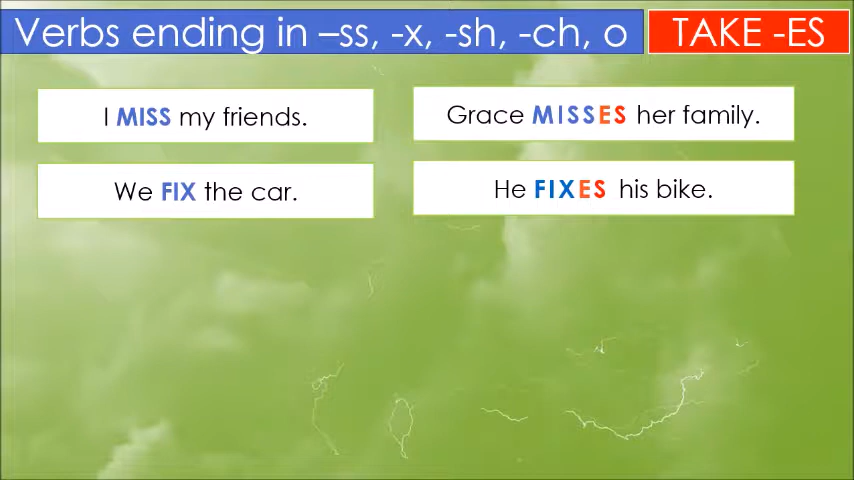 Verbs ending in –ss, -x, -sh, -ch, o TAKE -ES
I MISS my friends. Grace MISSES her family.
We FIX the car. He FIXES his bike.